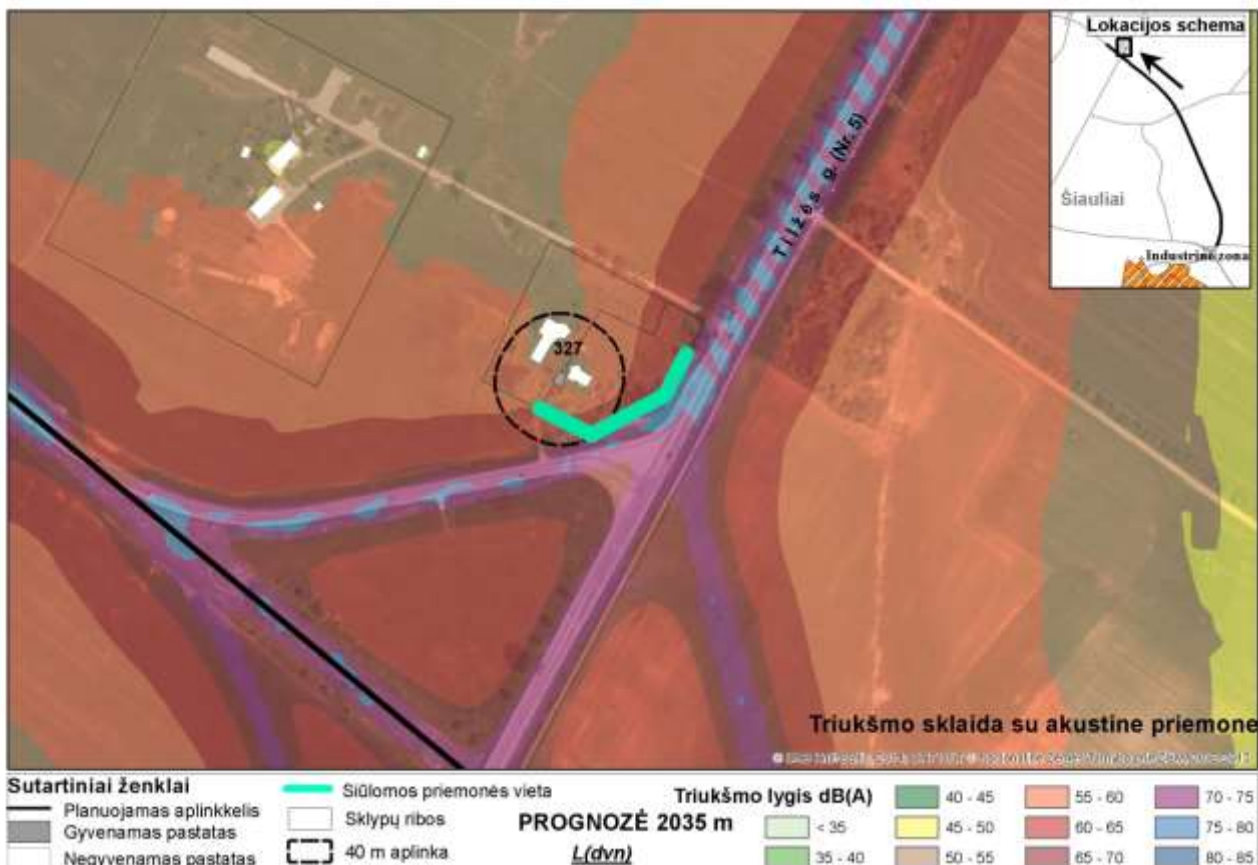 Lokacijos schema
Šiauliai
Industrinė zona
Tilžės g. (Nr. 5)
327
Triukšmo sklaida su akustine priemone
Sutartiniai ženklai
Planuojamas aplinkkelis
Gyvenamas pastatas
Negyvenamas pastatas
Siūlomos priemonės vieta
Sklypų ribos
40 m aplinka
PROGNOZĖ 2035 m
L(dvn)
Triukšmo lygis dB(A)
< 35
35 - 40
40 - 45
45 - 50
50 - 55
55 - 60
60 - 65
65 - 70
70 - 75
75 - 80
80 - 85